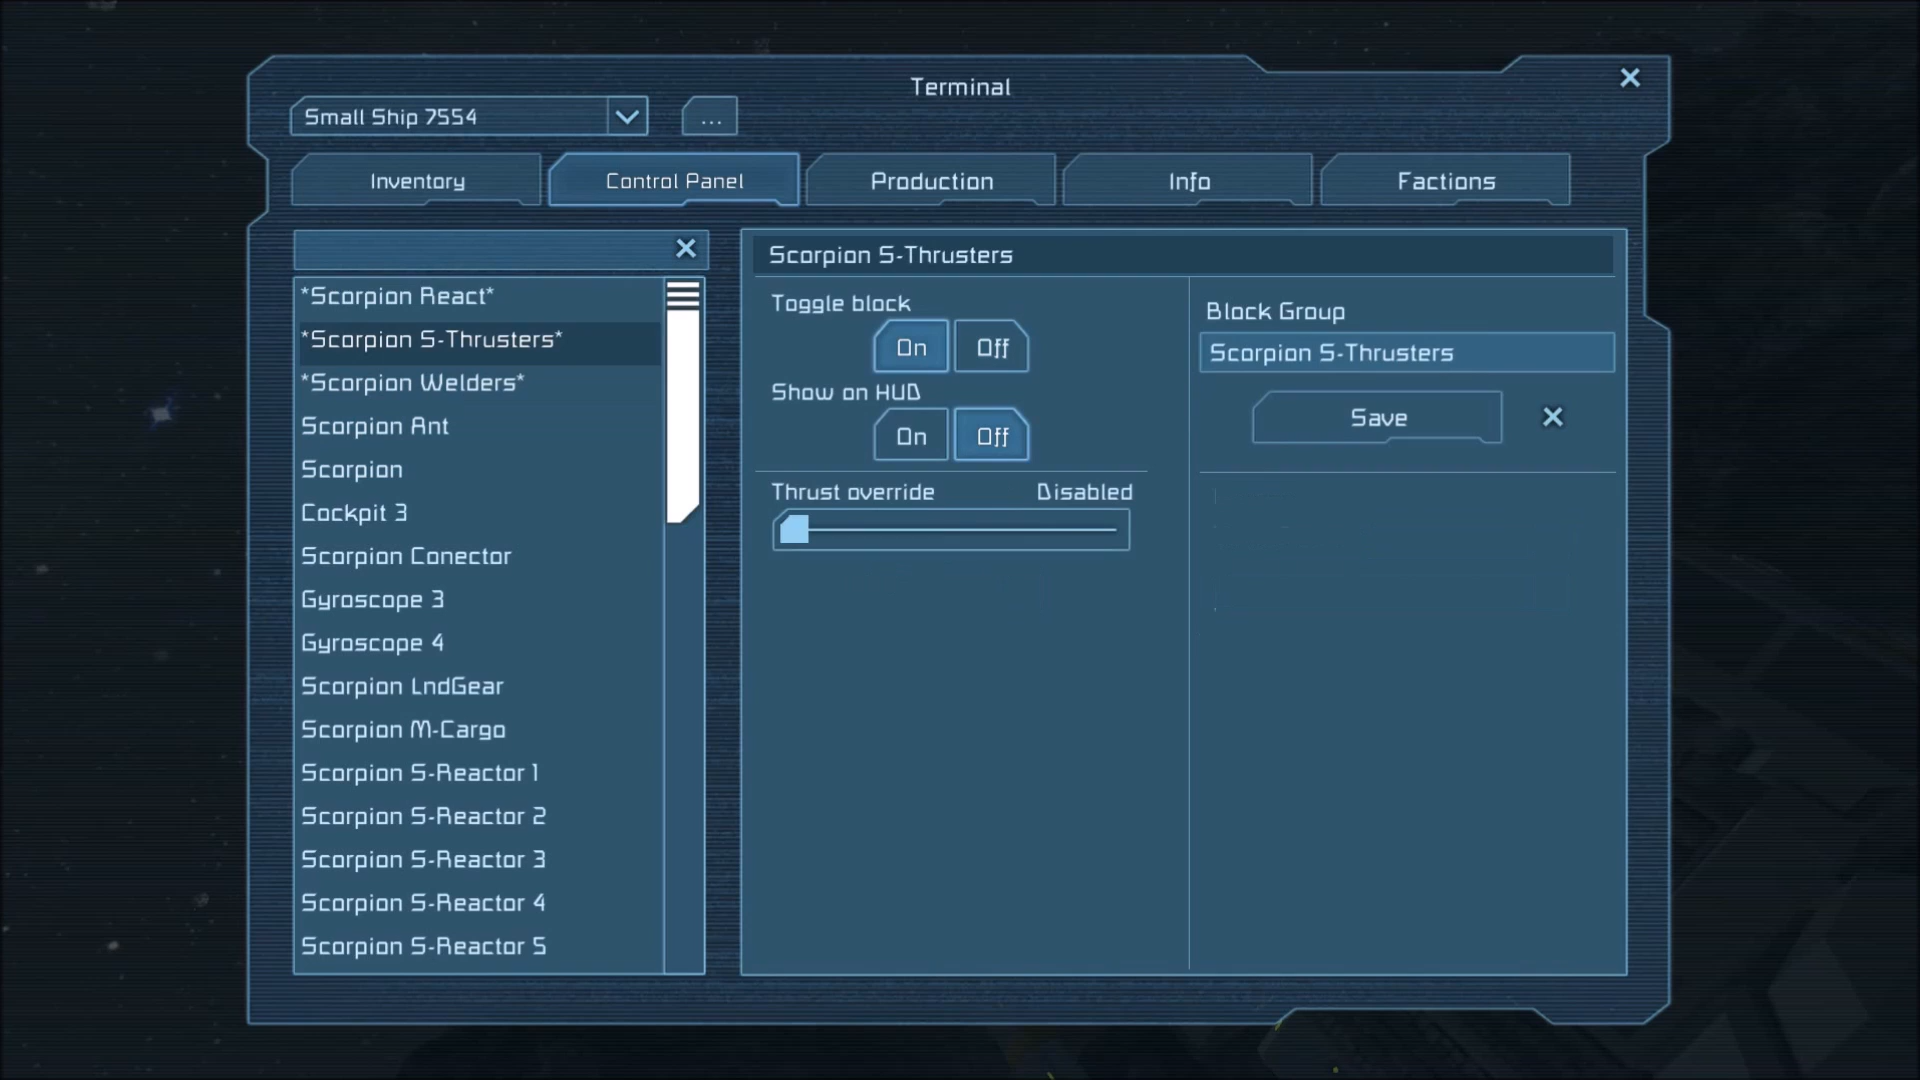 Terminal
Small Ship 7554
...
Inventory
Control Panel
Production
Info
Factions
*Scorpion React*
*Scorpion S-Thrusters*
*Scorpion Welders*
Scorpion Ant
Scorpion
Cockpit 3
Scorpion Conector
Gyroscope 3
Gyroscope 4
Scorpion LndGear
Scorpion M-Cargo
Scorpion S-Reactor 1
Scorpion S-Reactor 2
Scorpion S-Reactor 3
Scorpion S-Reactor 4
Scorpion S-Reactor 5
Scorpion S-Thrusters
Toggle block
On Off
Show on HUD
On Off
Thrust override Disabled
Block Group
Scorpion S-Thrusters
Save